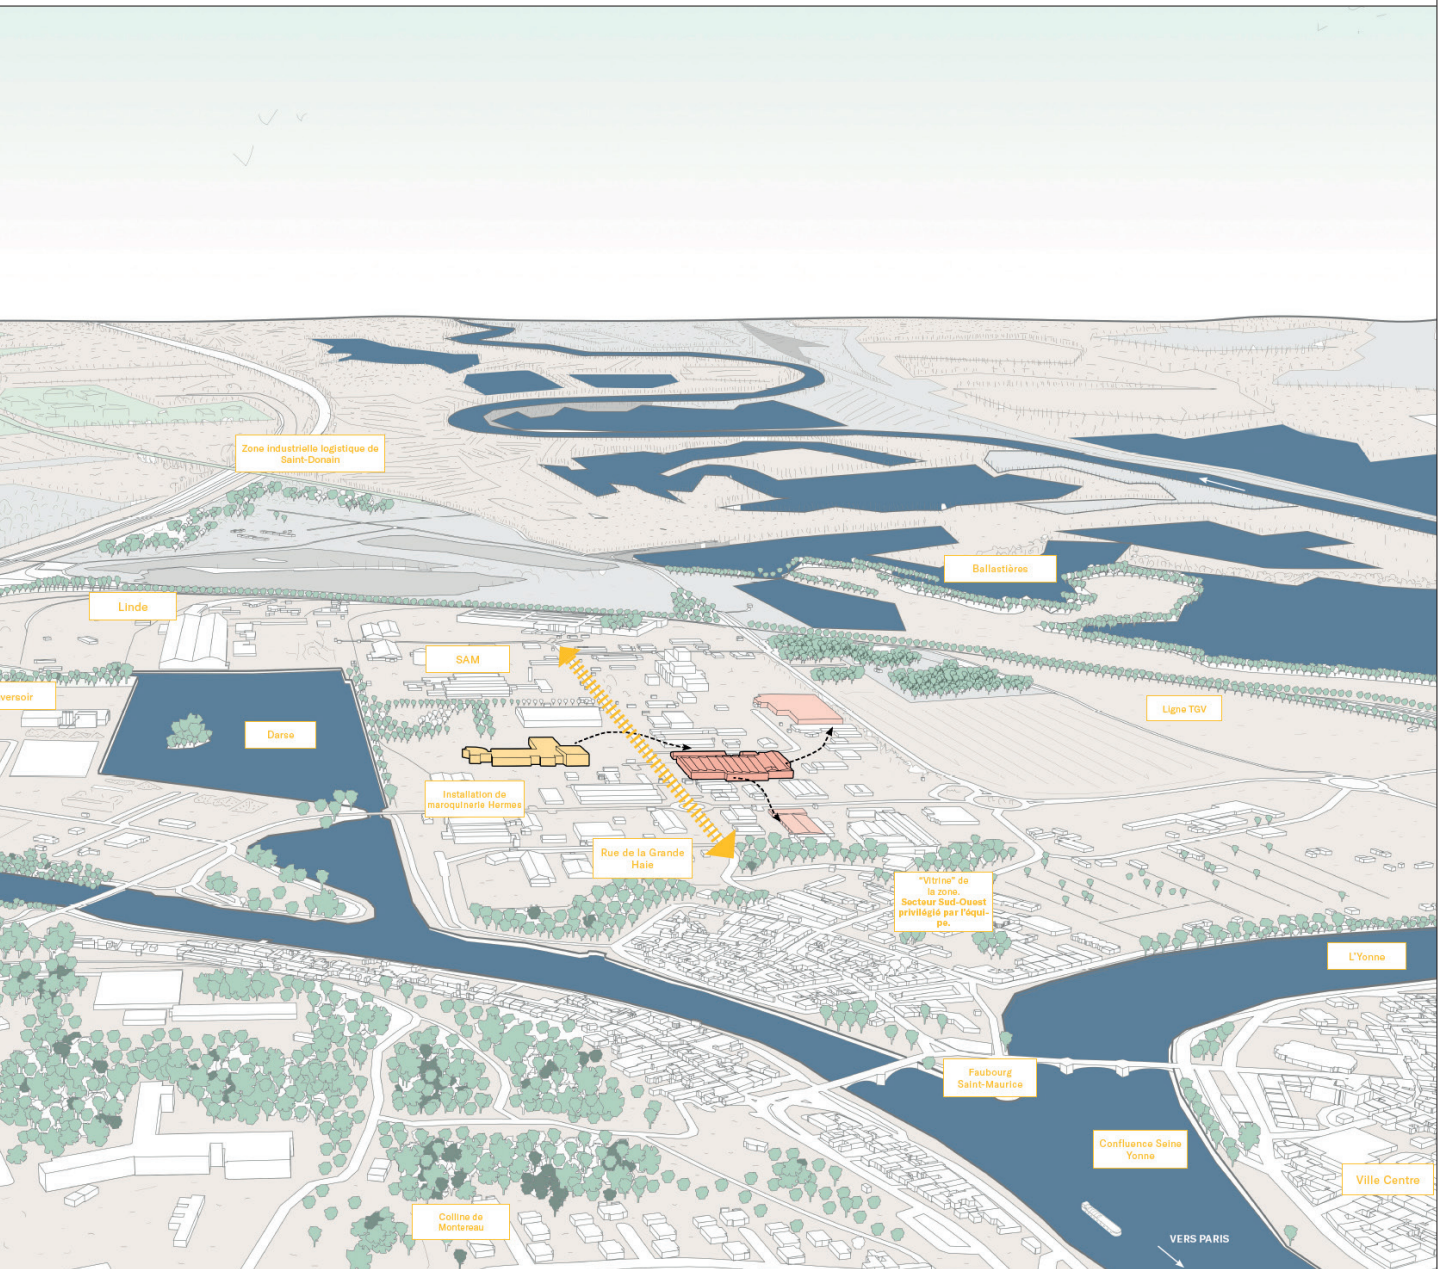 Zone industrielle logistique de
Saint-Donain
Ballastières
Linde
SAM
versoir
Ligne TGV
Darse
Installation de
maroquinerie Hermes
Rue de la Grande
Haie
"Vitrine" de
la zone.
Secteur Sud-Ouest
privilégié par l'équi-
pe.
L'Yonne
Faubourg
Saint-Maurice
Confluence Seine
Yonne
Ville Centre
Colline de
Montereau
VERS PARIS